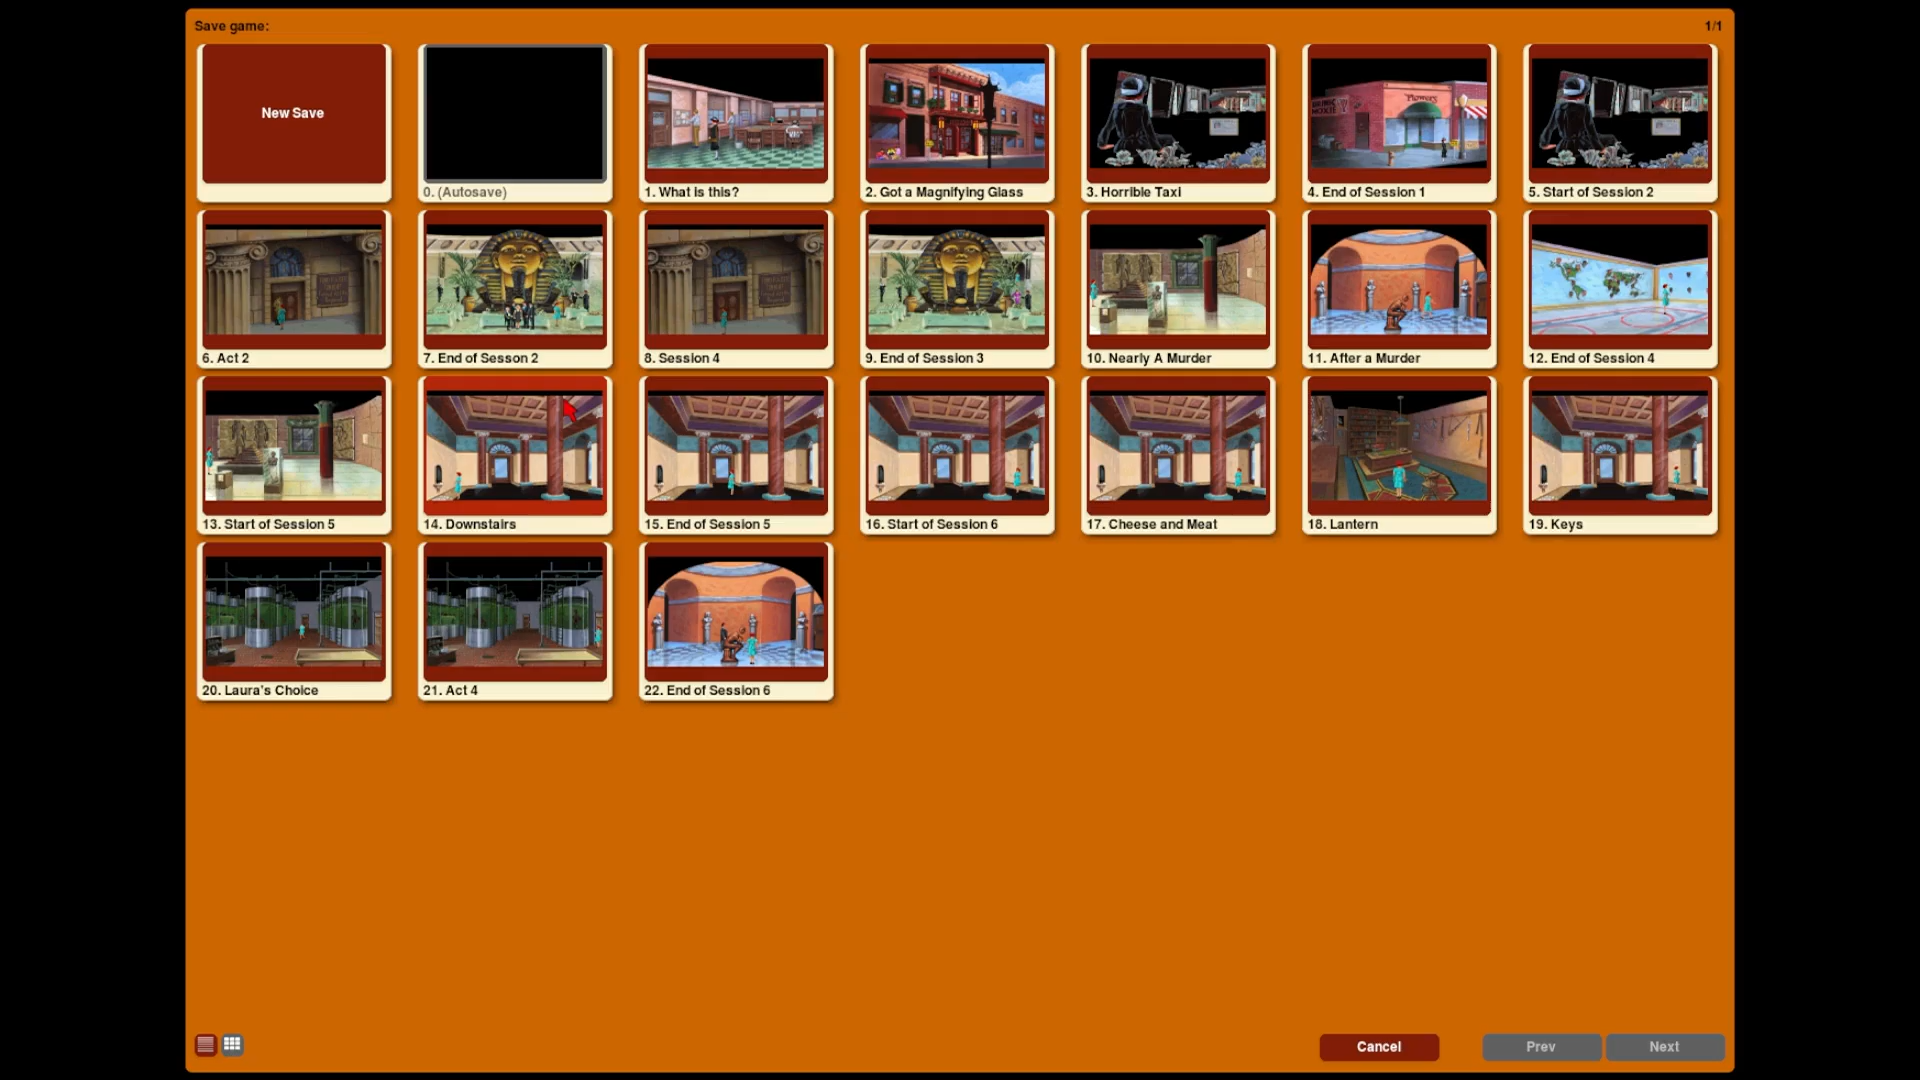 Save game:
1/1
New Save
0. (Autosave)
1. What is this?
2. Got a Magnifying Glass
3. Horrible Taxi
4. End of Session 1
5. Start of Session 2
Flowers
6. Act 2
7. End of Sesson 2
8. Session 4
9. End of Session 3
10. Nearly A Murder
11. After a Murder
12. End of Session 4
13. Start of Session 5
14. Downstairs
15. End of Session 5
16. Start of Session 6
17. Cheese and Meat
18. Lantern
19. Keys
20. Laura's Choice
21. Act 4
22. End of Session 6
Cancel
Prev
Next